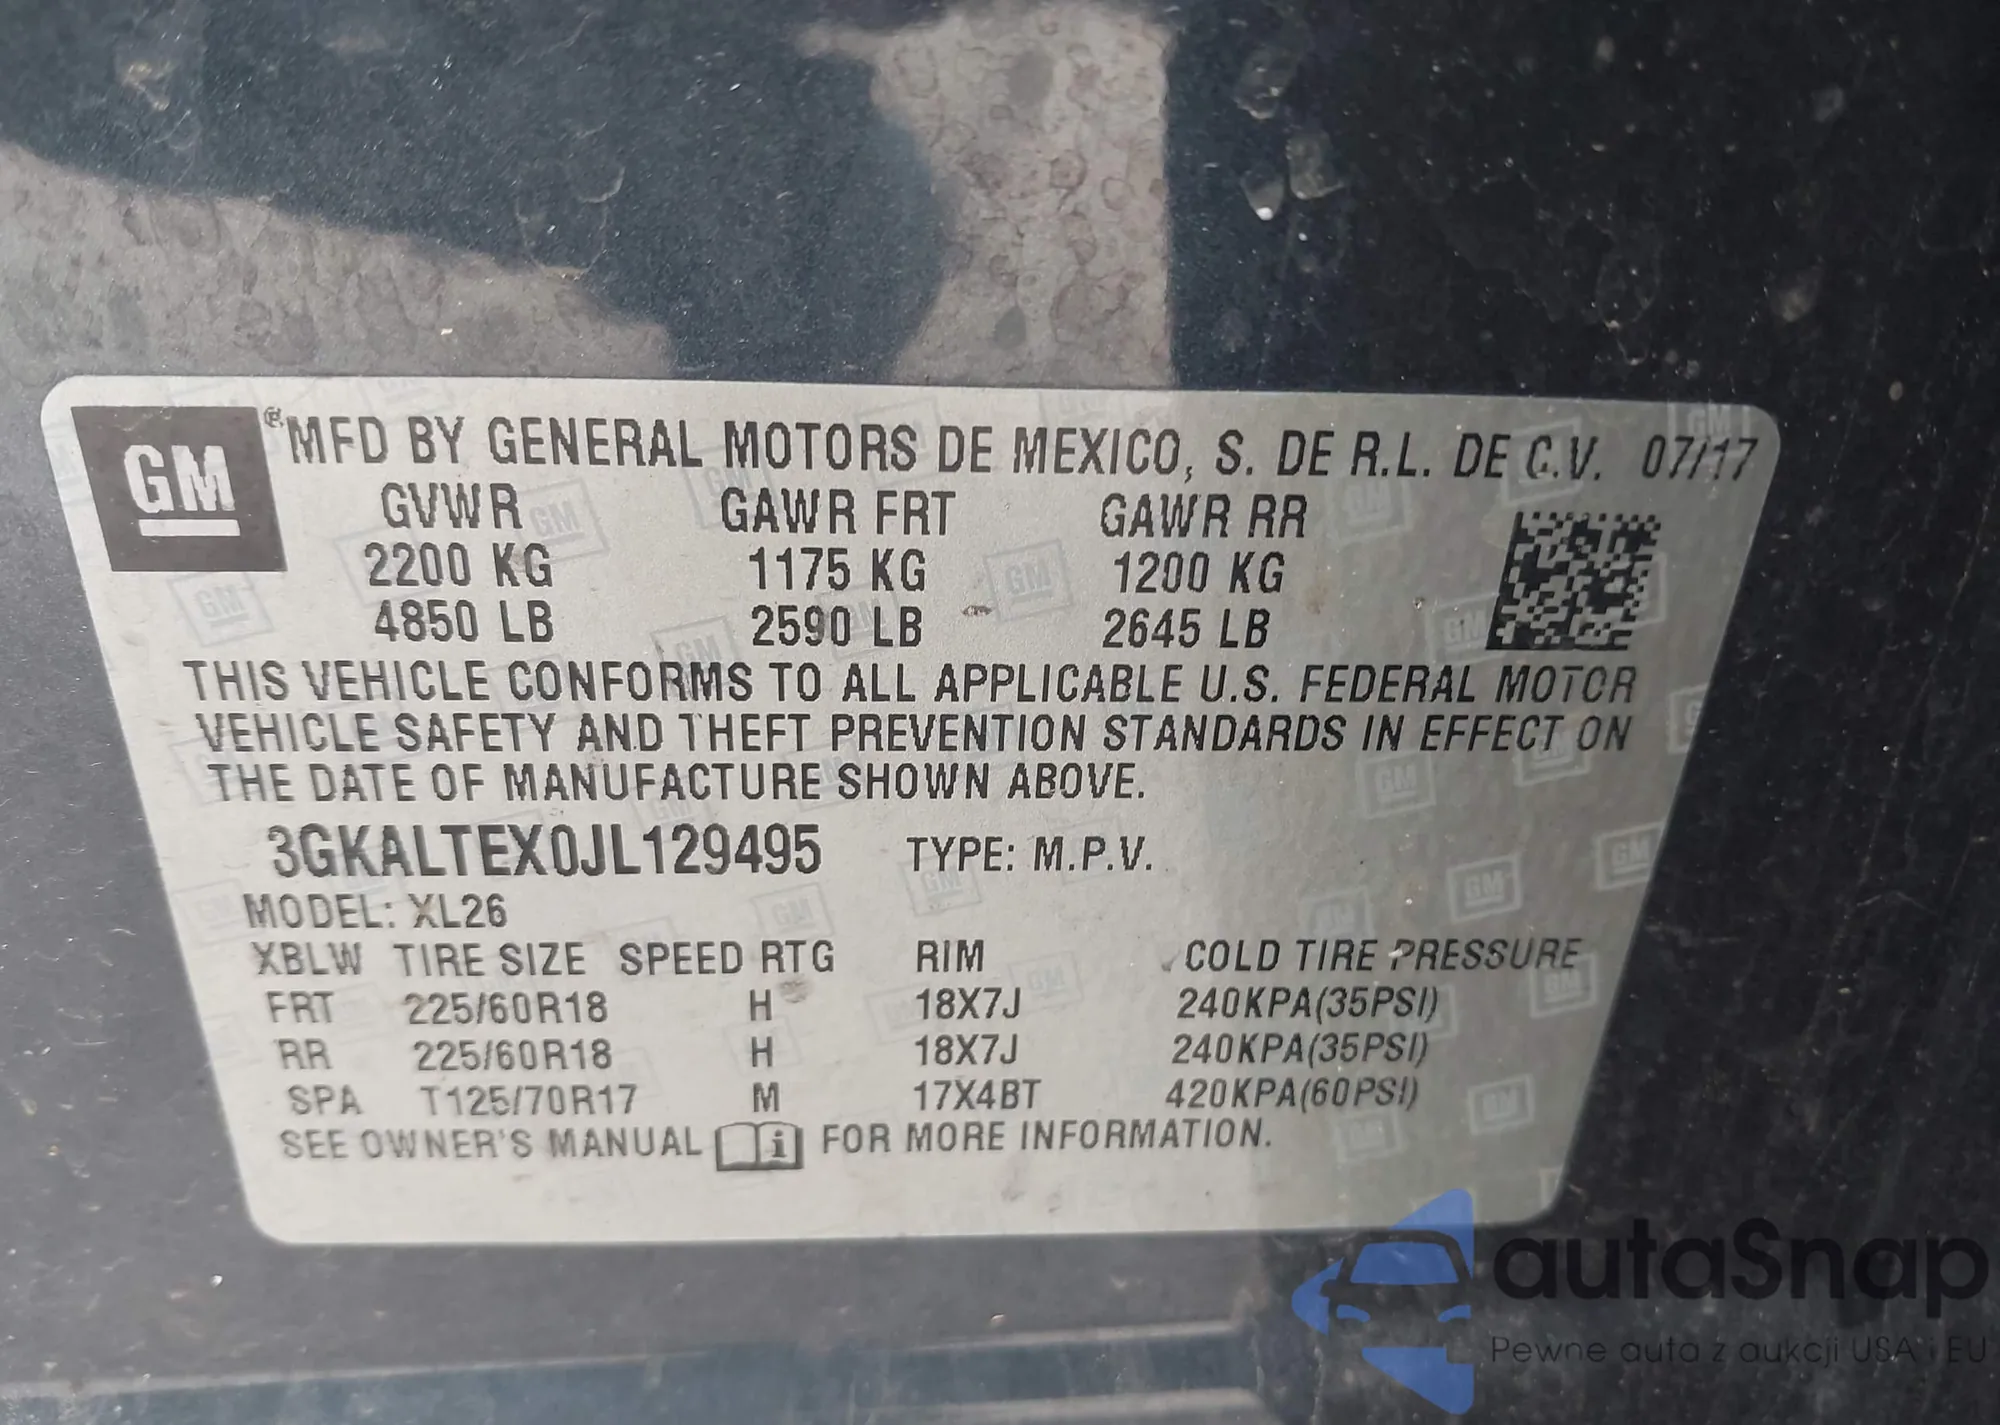 GM ® MFD BY GENERAL MOTORS DE MEXICO, S. DE R.L. DE C.V. 07/17
GVWR GAWR FRT GAWR RR
2200 KG 1175 KG 1200 KG
4850 LB 2590 LB 2645 LB
THIS VEHICLE CONFORMS TO ALL APPLICABLE U.S. FEDERAL MOTOR
VEHICLE SAFETY AND THEFT PREVENTION STANDARDS IN EFFECT ON
THE DATE OF MANUFACTURE SHOWN ABOVE.
3GKALTEX0JL129495 TYPE: M.P.V.
MODEL: XL26
XBLW TIRE SIZE SPEED RTG RIM COLD TIRE PRESSURE
FRT 225/60R18 H 18X7J 240KPA(35PSI)
RR 225/60R18 H 18X7J 240KPA(35PSI)
SPA T125/70R17 M 17X4BT 420KPA(60PSI)
SEE OWNER'S MANUAL i FOR MORE INFORMATION.
autaSnap
Pewne auta z aukcji USA i EU